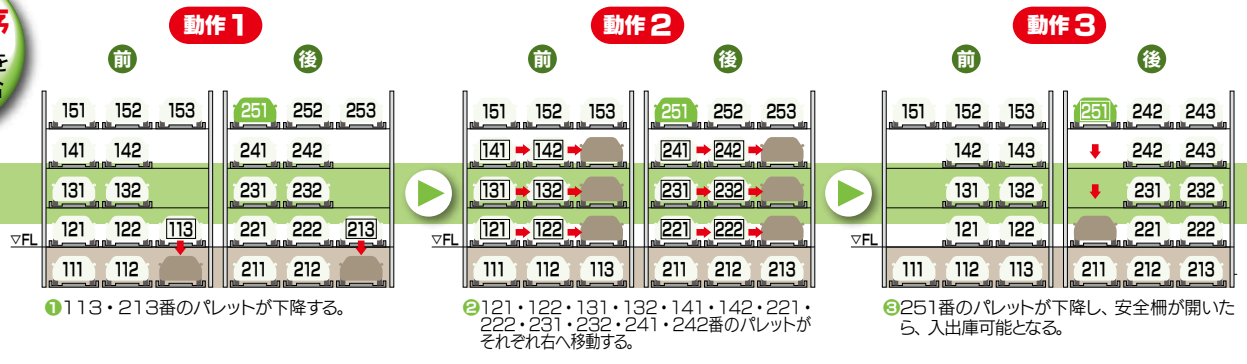 序
を
合
動作1
前 後
151 152 153 251 252 253
141 142 241 242
131 132 231 232
121 122 113 221 222 213
▽FL
111 112 211 212
❶113・213番のパレットが下降する。
動作2
前 後
151 152 153 251 252 253
141 142 241 242
131 132 231 232
121 122 221 222
▽FL
111 112 113 211 212 213
❷121・122・131・132・141・142・221・
222・231・232・241・242番のパレットが
それぞれ右へ移動する。
動作3
前 後
151 152 153 251 242 243
142 143 242 243
131 132 231 232
121 122 221 222
▽FL
111 112 113 211 212 213
❸251番のパレットが下降し、安全柵が開いた
ら、入出庫可能となる。